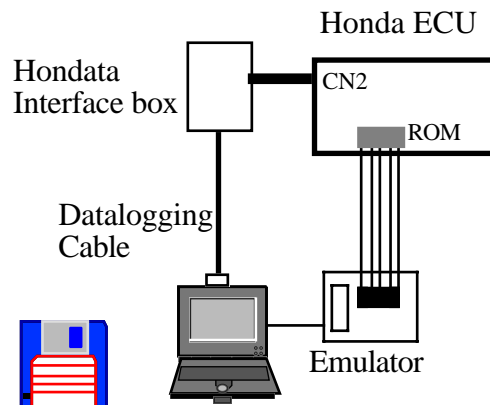 Honda ECU
Hondata
Interface box
CN2
ROM
Datalogging
Cable
Emulator